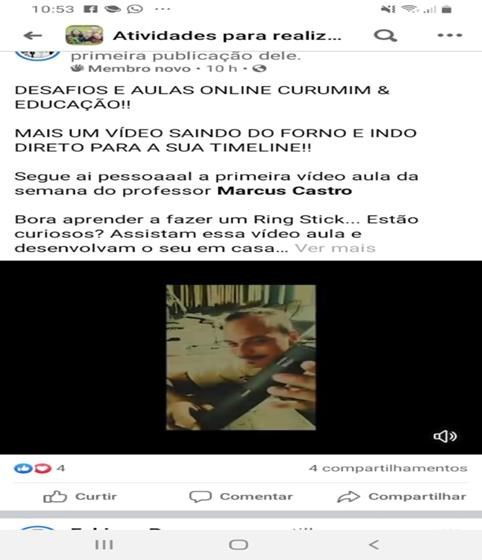 10:53
Atividades para realiz...
primeira publicação dele.
Membro novo · 10 h ·
DESAFIOS E AULAS ONLINE CURUMIM &
EDUCAÇÃO!!
MAIS UM VÍDEO SAINDO DO FORNO E INDO
DIRETO PARA A SUA TIMELINE!!
Segue ai pessoaaal a primeira vídeo aula da
semana do professor Marcus Castro
Bora aprender a fazer um Ring Stick... Estão
curiosos? Assistam essa vídeo aula e
desenvolvam o seu em casa... Ver mais
4
4 compartilhamentos
Curtir
Comentar
Compartilhar